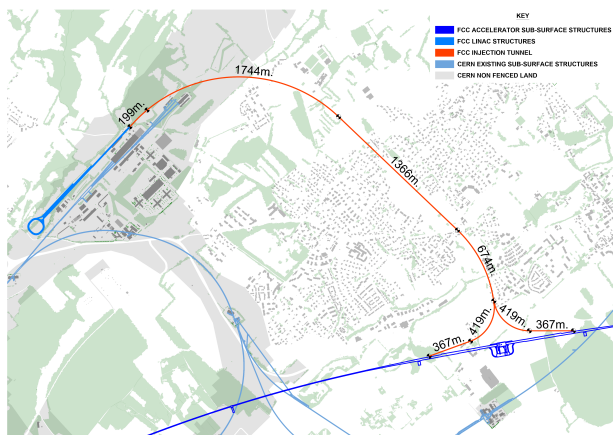 KEY
FCC ACCELERATOR SUB-SURFACE STRUCTURES
FCC LINAC STRUCTURES
FCC INJECTION TUNNEL
CERN EXISTING SUB-SURFACE STRUCTURES
CERN NON FENCED LAND
1744m.
199m.
1366m.
674m.
419m.
419m.
367m.
367m.